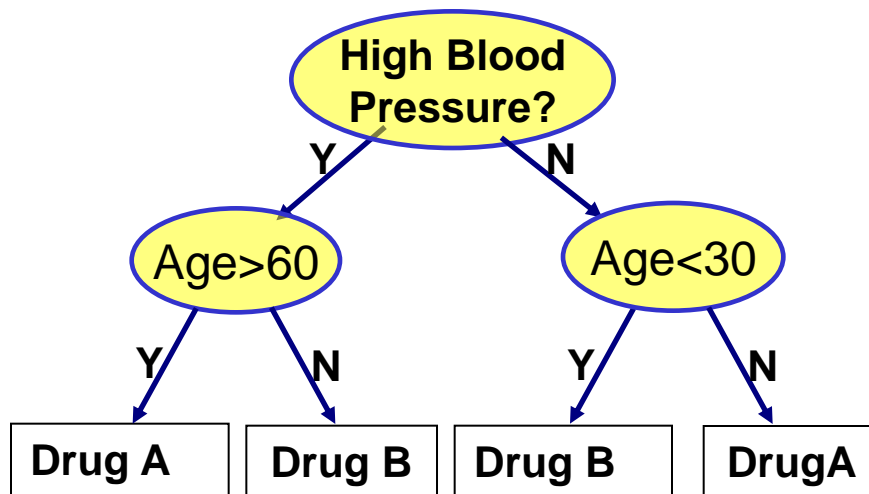 High Blood
Pressure?
Y
N
Age>60
Age<30
Y
N
Y
N
Drug A
Drug B
Drug B
DrugA